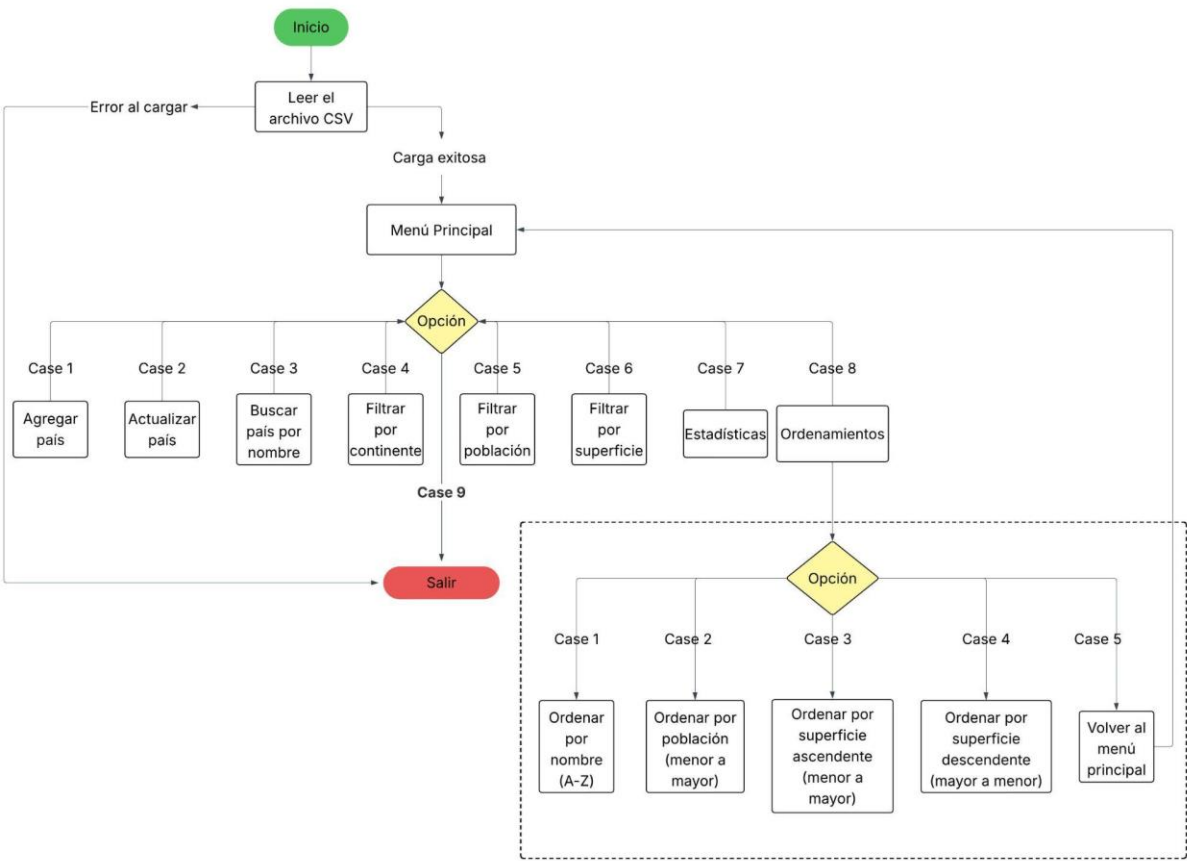 Inicio
Leer el
archivo CSV
Error al cargar
Carga exitosa
Menú Principal
Opción
Case 1
Case 2
Case 3
Case 4
Case 5
Case 6
Case 7
Case 8
Agregar
país
Actualizar
país
Buscar
país por
nombre
Filtrar
por
continente
Filtrar
por
población
Filtrar
por
superficie
Estadísticas
Ordenamientos
Case 9
Salir
Opción
Case 1
Case 2
Case 3
Case 4
Case 5
Ordenar
por
nombre
(A-Z)
Ordenar por
población
(menor a
mayor)
Ordenar por
superficie
ascendente
(menor a
mayor)
Ordenar por
superficie
descendente
(mayor a menor)
Volver al
menú
principal